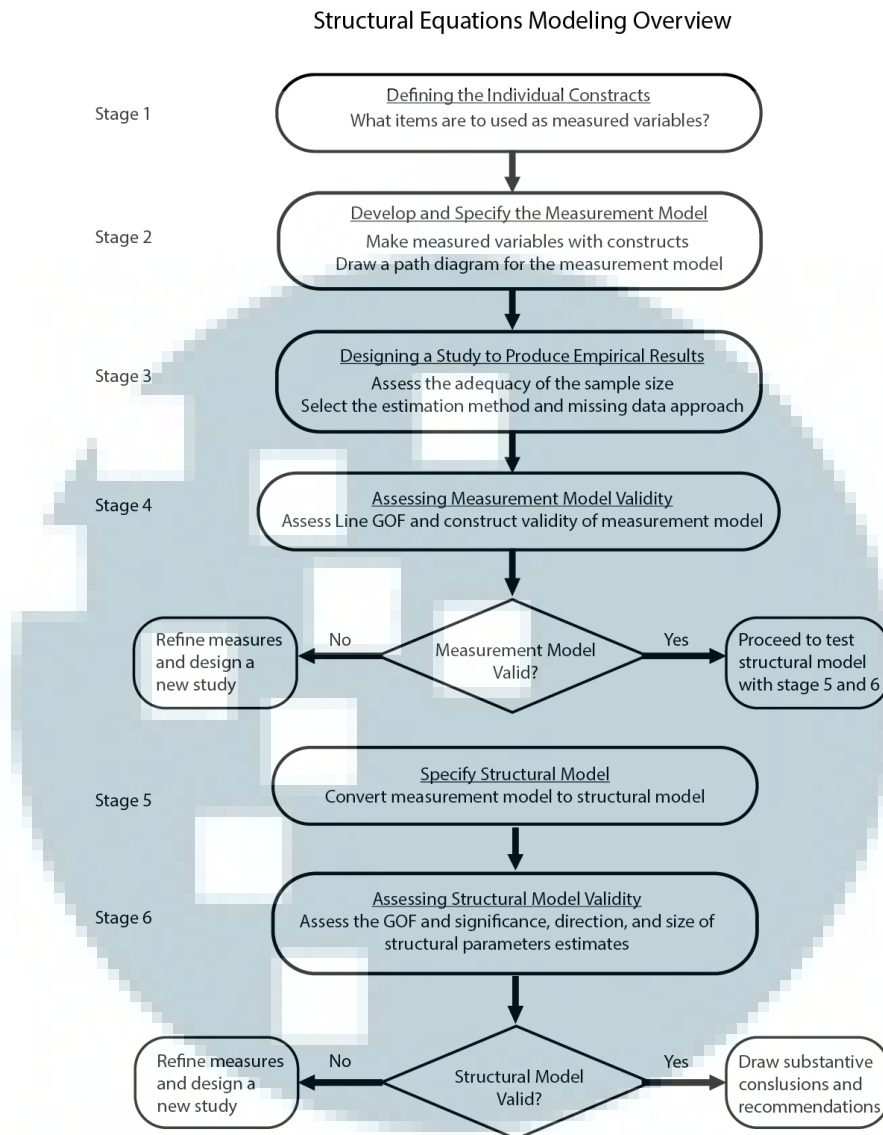 Structural Equations Modeling Overview
Stage 1
Defining the Individual Contracts
What items are to used as measured variables?
Stage 2
Develop and Specify the Measurement Model
Make measured variables with constructs
Draw a path diagram for the measurement model
Stage 3
Designing a Study to Produce Empirical Results
Assess the adequacy of the sample size
Select the estimation method and missing data approach
Stage 4
Assessing Measurement Model Validity
Assess Line GOF and construct validity of measurement model
Refine measures
and design a
new study
No
Measurement Model
Valid?
Yes
Proceed to test
structural model
with stage 5 and 6
Stage 5
Specify Structural Model
Convert measurement model to structural model
Stage 6
Assessing Structural Model Validity
Assess the GOF and significance, direction, and size of
structural parameters estimates
Refine measures
and design a
new study
No
Structural Model
Valid?
Yes
Draw substantive
conslusions and
recommendations